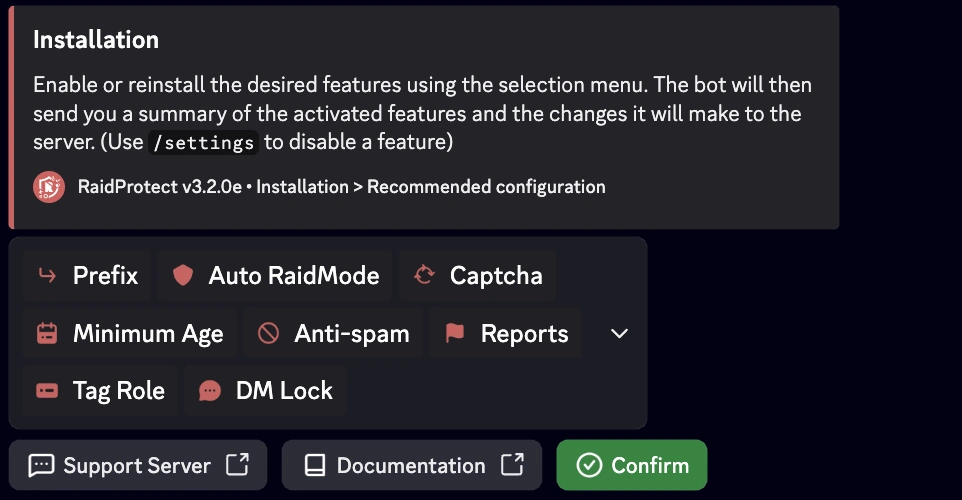 Installation
Enable or reinstall the desired features using the selection menu. The bot will then
send you a summary of the activated features and the changes it will make to the
server. (Use /settings to disable a feature)
RaidProtect v3.2.0e • Installation > Recommended configuration
Prefix Auto RaidMode Captcha
Minimum Age Anti-spam Reports
Tag Role DM Lock
Support Server Documentation Confirm